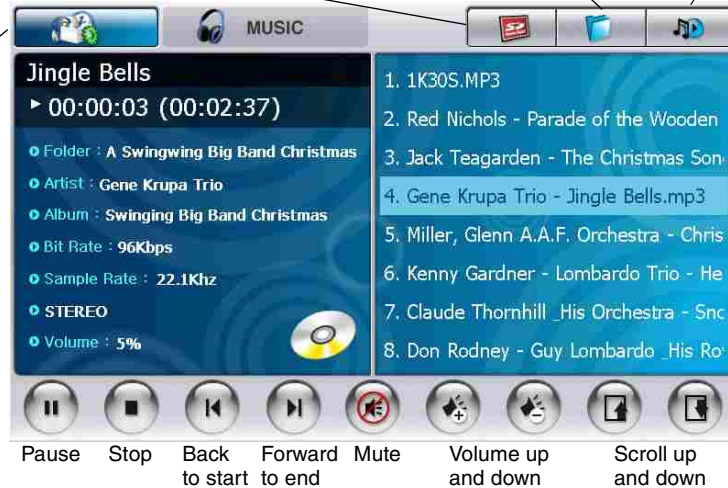 MUSIC
Jingle Bells
00:00:03 (00:02:37)
Folder : A Swingwing Big Band Christmas
Artist : Gene Krupa Trio
Album : Swinging Big Band Christmas
Bit Rate : 96Kbps
Sample Rate : 22.1Khz
STEREO
Volume : 5%
1. 1K30S.MP3
2. Red Nichols - Parade of the Wooden
3. Jack Teagarden - The Christmas Son
4. Gene Krupa Trio - Jingle Bells.mp3
5. Miller, Glenn A.A.F. Orchestra - Chris
6. Kenny Gardner - Lombardo Trio - He
7. Claude Thornhill _His Orchestra - Sno
8. Don Rodney - Guy Lombardo _His Ro
Pause Stop Back Forward Mute Volume up Scroll up
to start to end and down and down